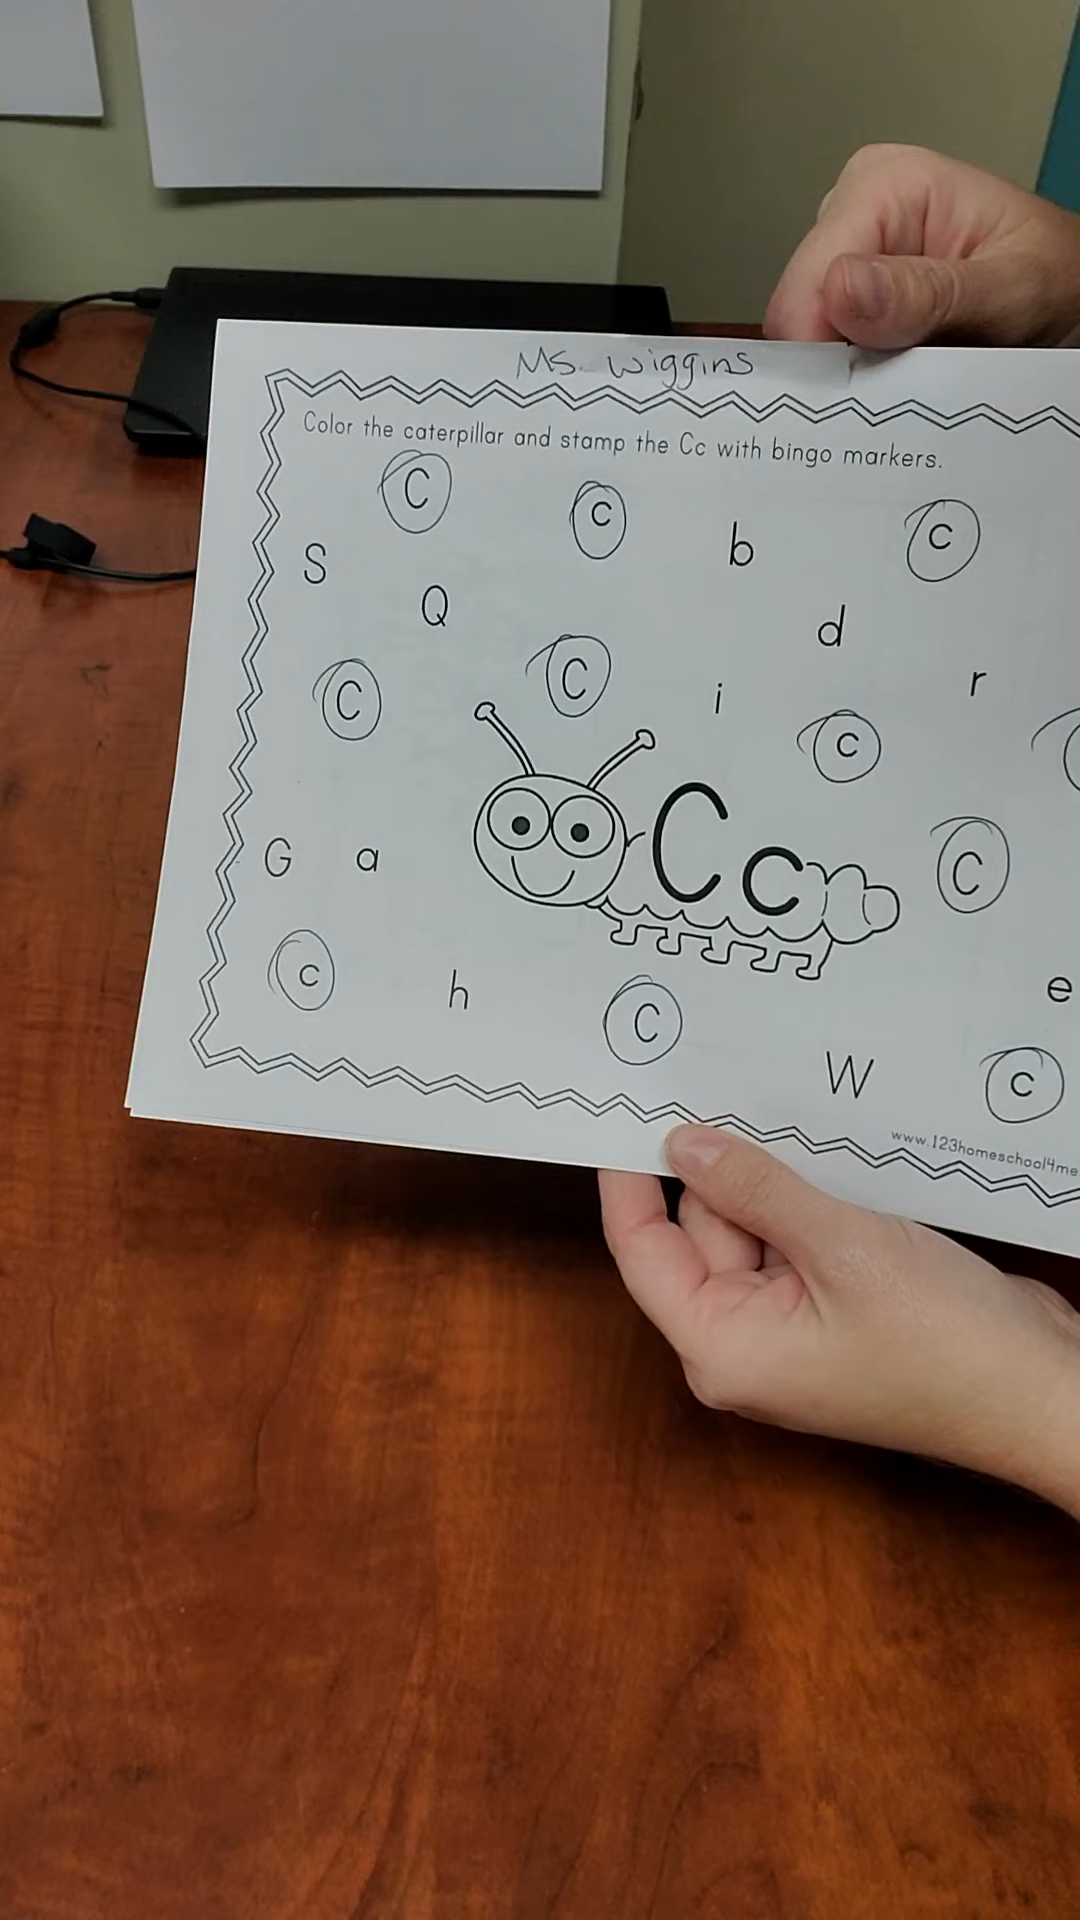 Ms. Wiggins
Color the caterpillar and stamp the Cc with bingo markers.
C c b c
S Q d
C C i c r
Cc
G a C
c h C e
W c
www.123homeschool4me